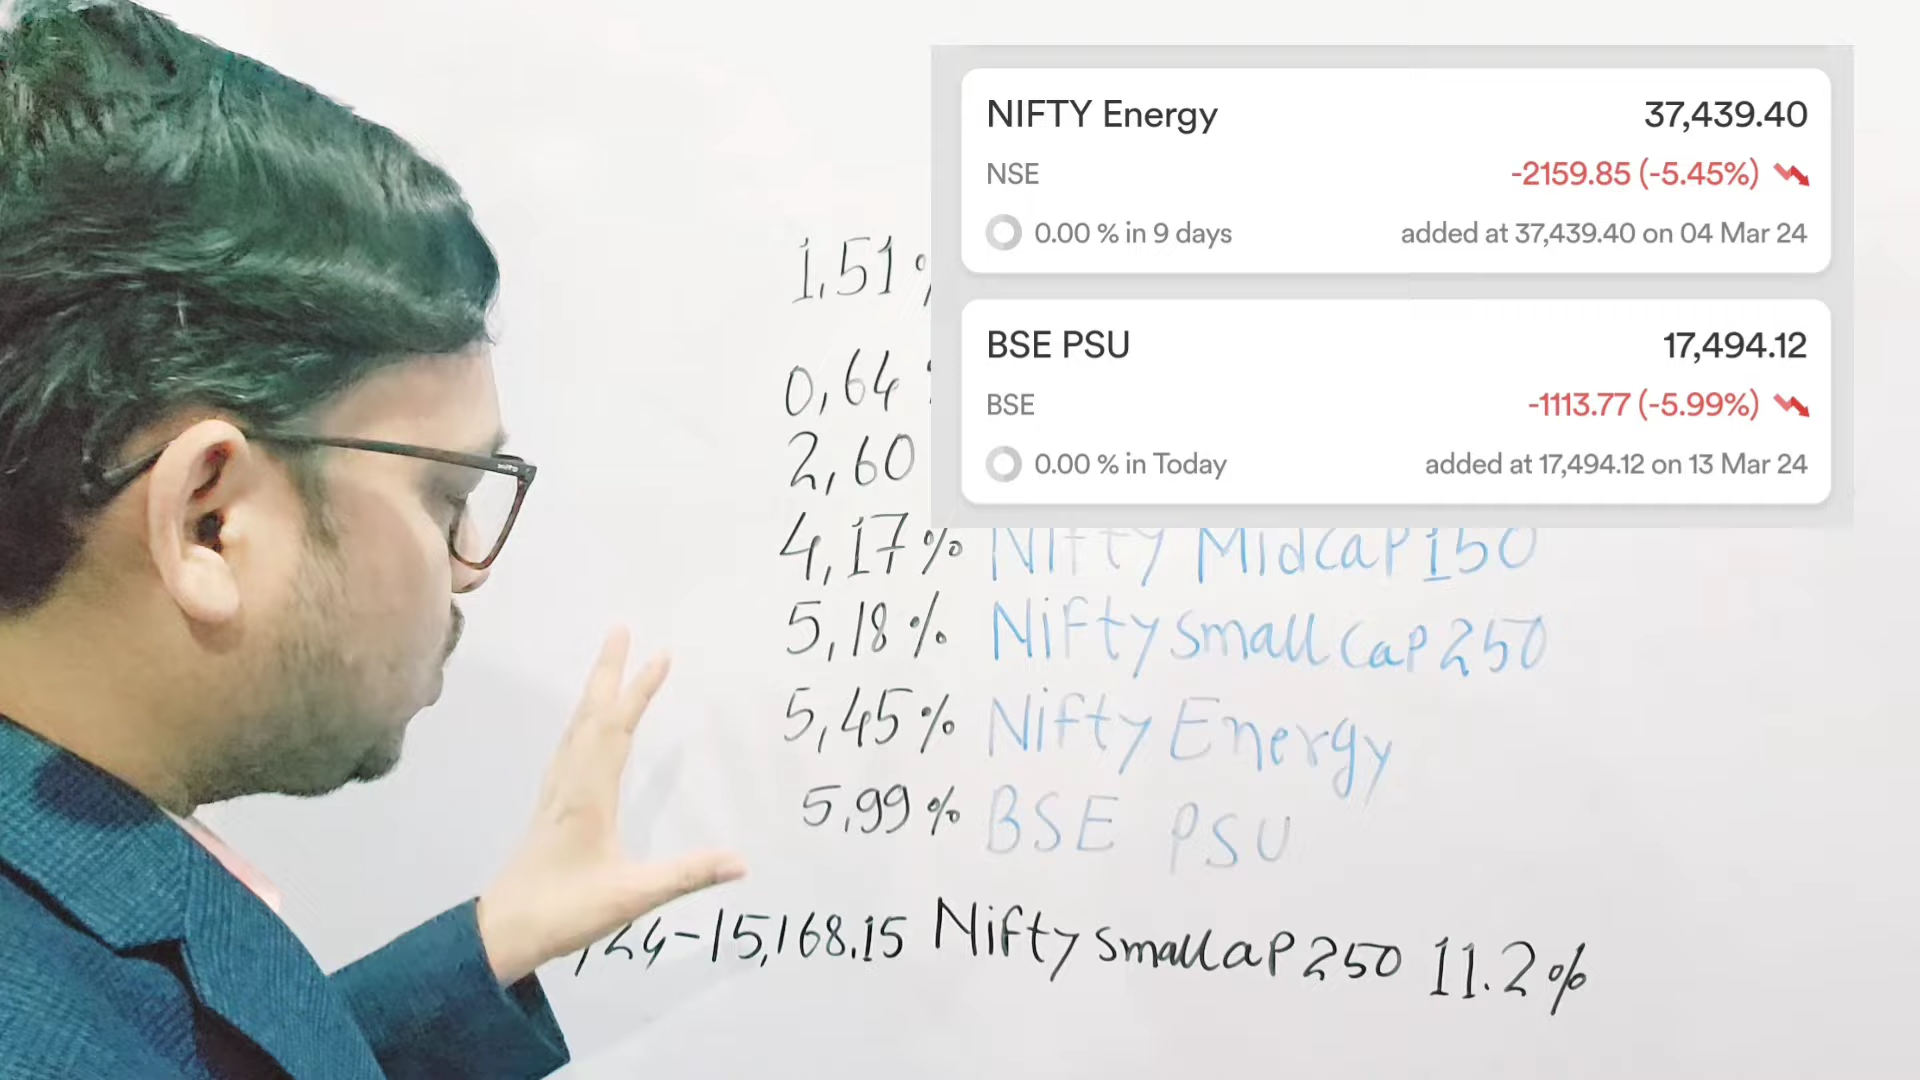 NIFTY Energy 37,439.40
NSE -2159.85 (-5.45%)
0.00 % in 9 days added at 37,439.40 on 04 Mar 24
BSE PSU 17,494.12
BSE -1113.77 (-5.99%)
0.00 % in Today added at 17,494.12 on 13 Mar 24
1,51%
0,64
2,60
4,17% Nifty Midcap 150
5,18% Nifty smallcap 250
5,45% Nifty Energy
5,99% BSE PSU
/24-15,168.15 Nifty smallcap 250 11.2%